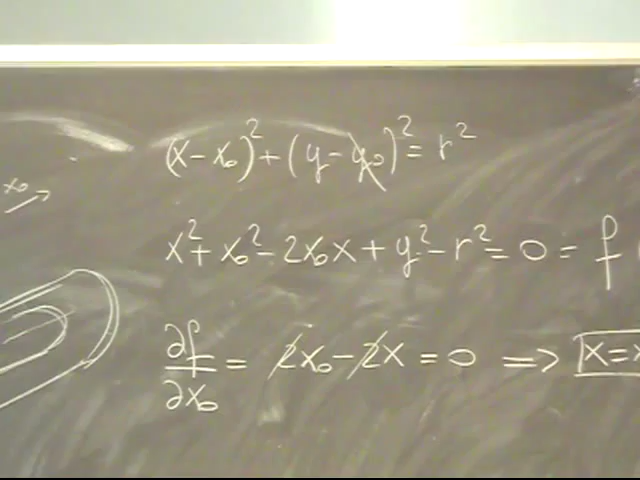 (x - x₀)² + (y - y₀)² = r²
x₀
x² + x₀² - 2x₀x + y² - r² = 0 = f
∂f/∂x₀ = 2x₀ - 2x = 0 => x = x